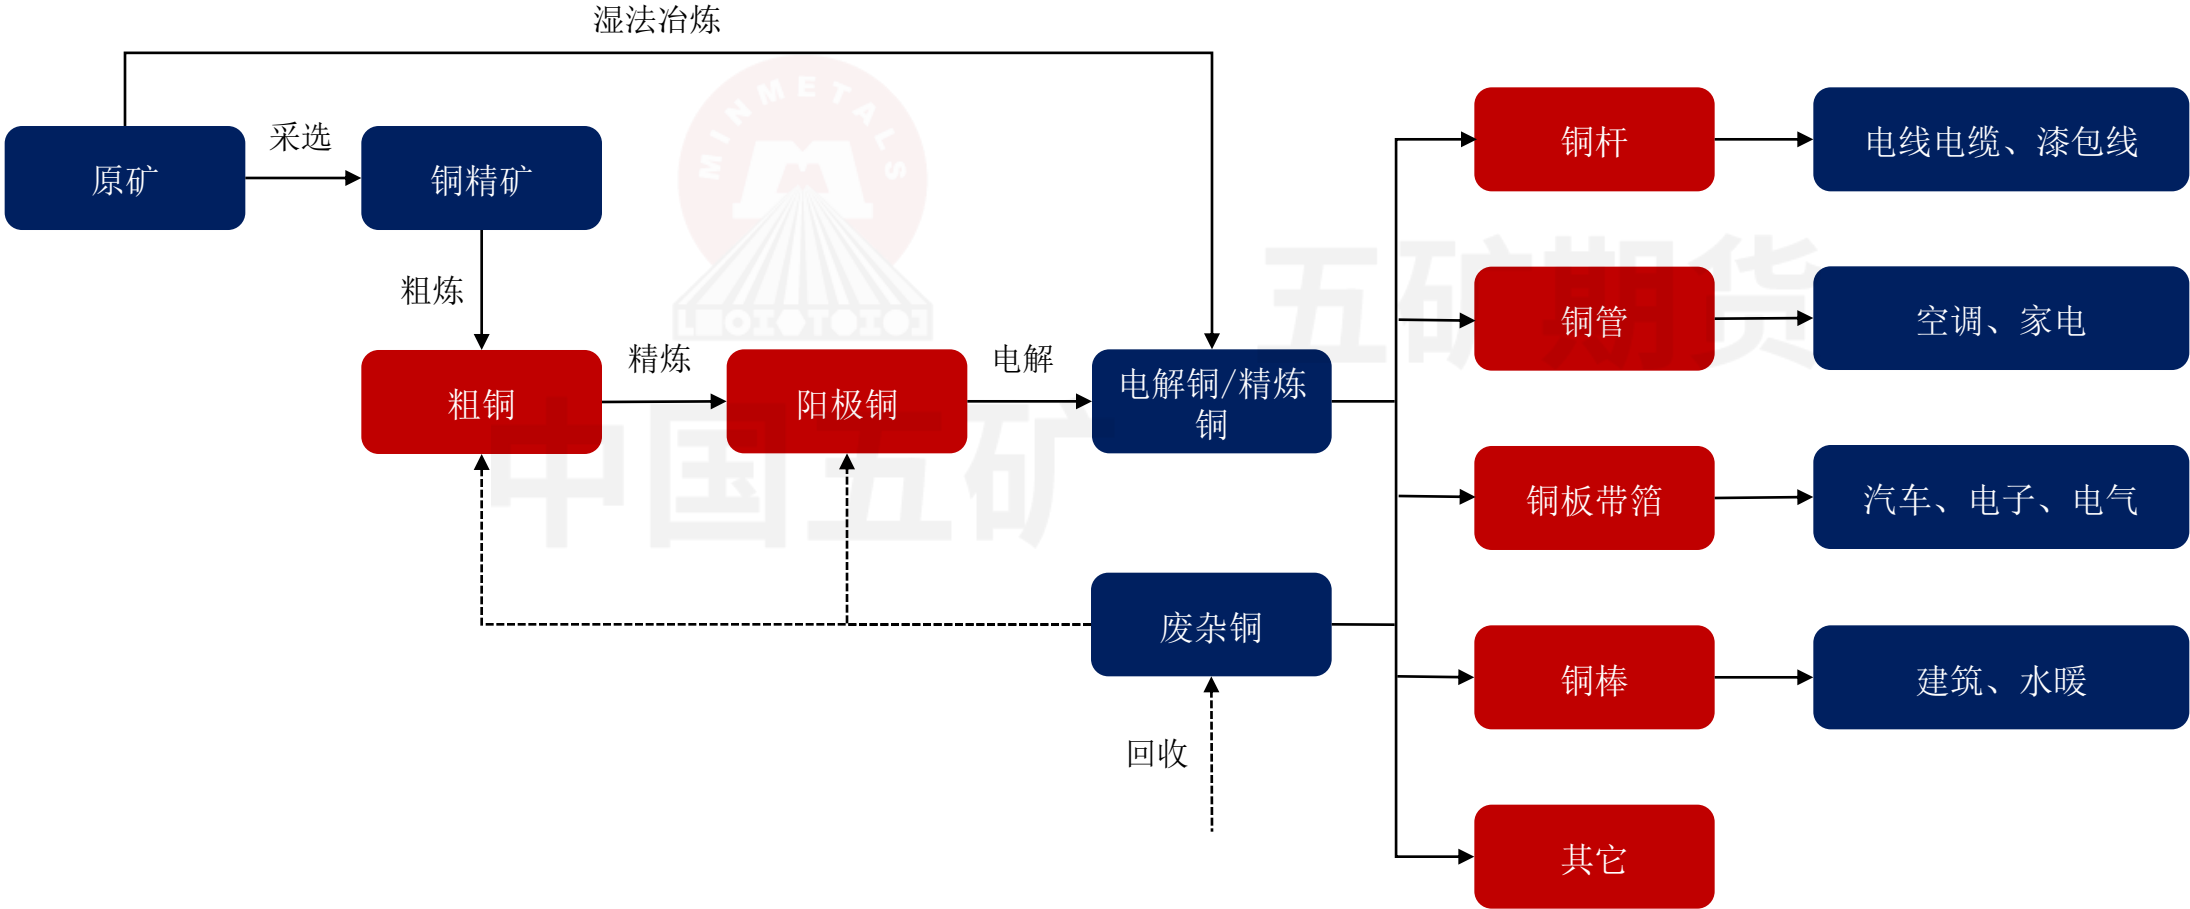 湿法冶炼
MINMETALS
原矿
采选
铜精矿
粗炼
粗铜
精炼
阳极铜
电解
电解铜/精炼
铜
废杂铜
回收
铜杆
电线电缆、漆包线
铜管
空调、家电
铜板带箔
汽车、电子、电气
铜棒
建筑、水暖
其它
中国五矿
五矿期货